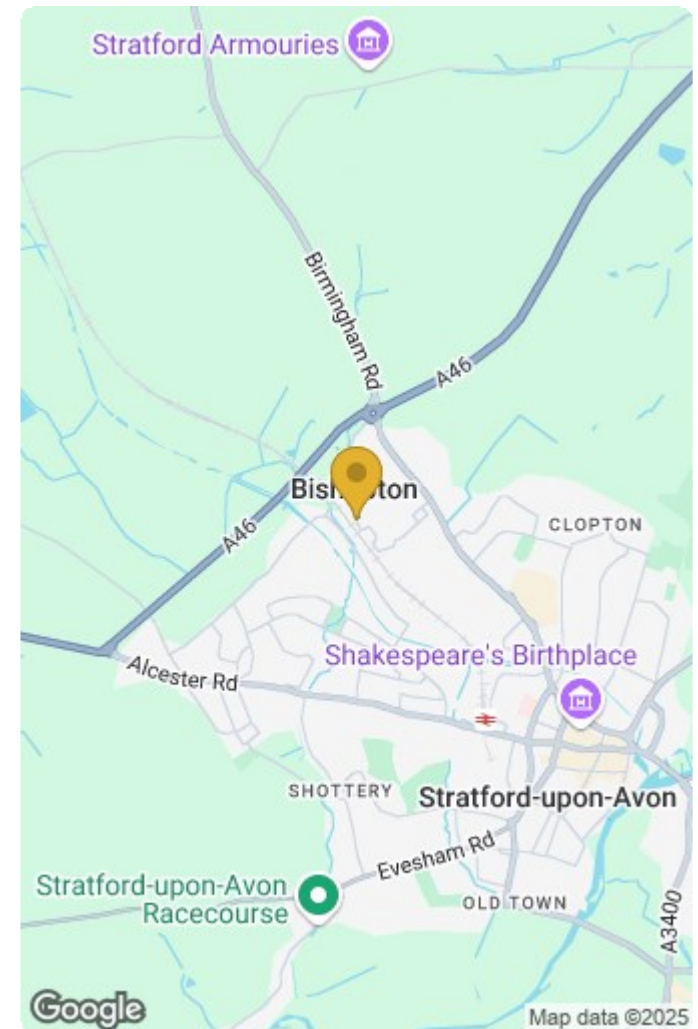 Stratford Armouries
Birmingham Rd
A46
Bishopton
A46
CLOPTON
Shakespeare's Birthplace
Alcester Rd
SHOTTERY
Stratford-upon-Avon
Evesham Rd
Stratford-upon-Avon
Racecourse
OLD TOWN
A3400
Google
Map data ©2025